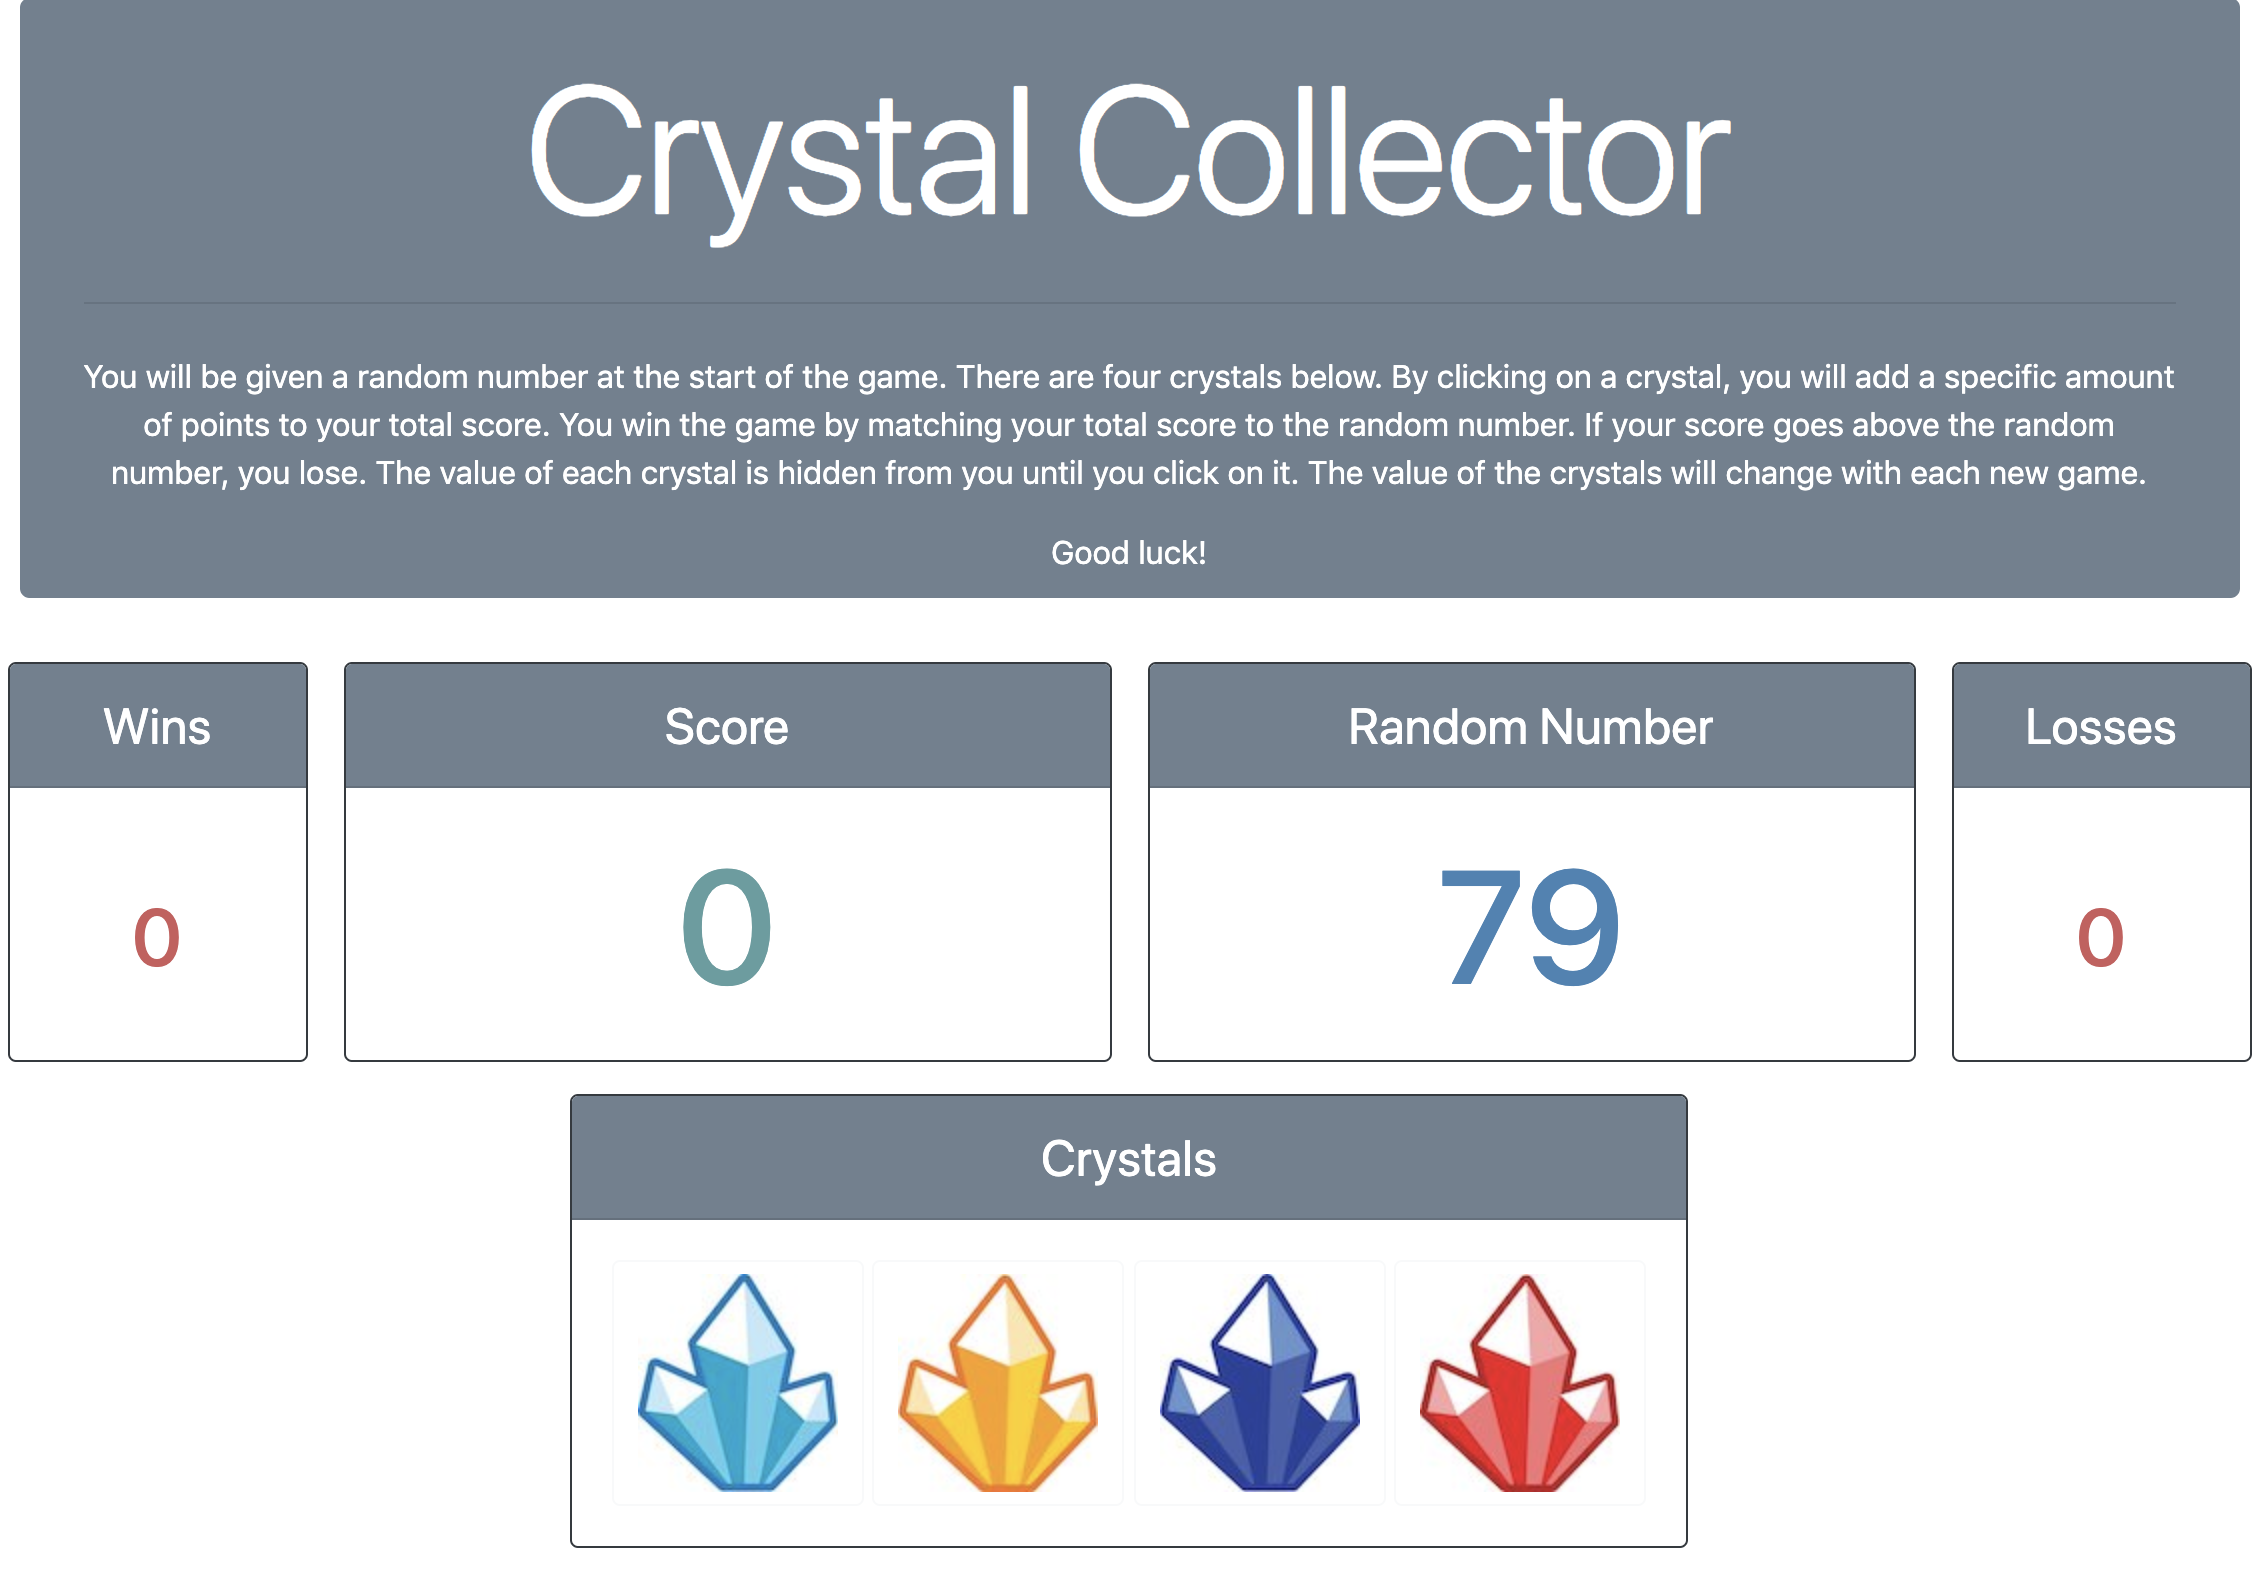 Crystal Collector
You will be given a random number at the start of the game. There are four crystals below. By clicking on a crystal, you will add a specific amount
of points to your total score. You win the game by matching your total score to the random number. If your score goes above the random
number, you lose. The value of each crystal is hidden from you until you click on it. The value of the crystals will change with each new game.
Good luck!
Wins
0
Score
0
Random Number
79
Losses
0
Crystals